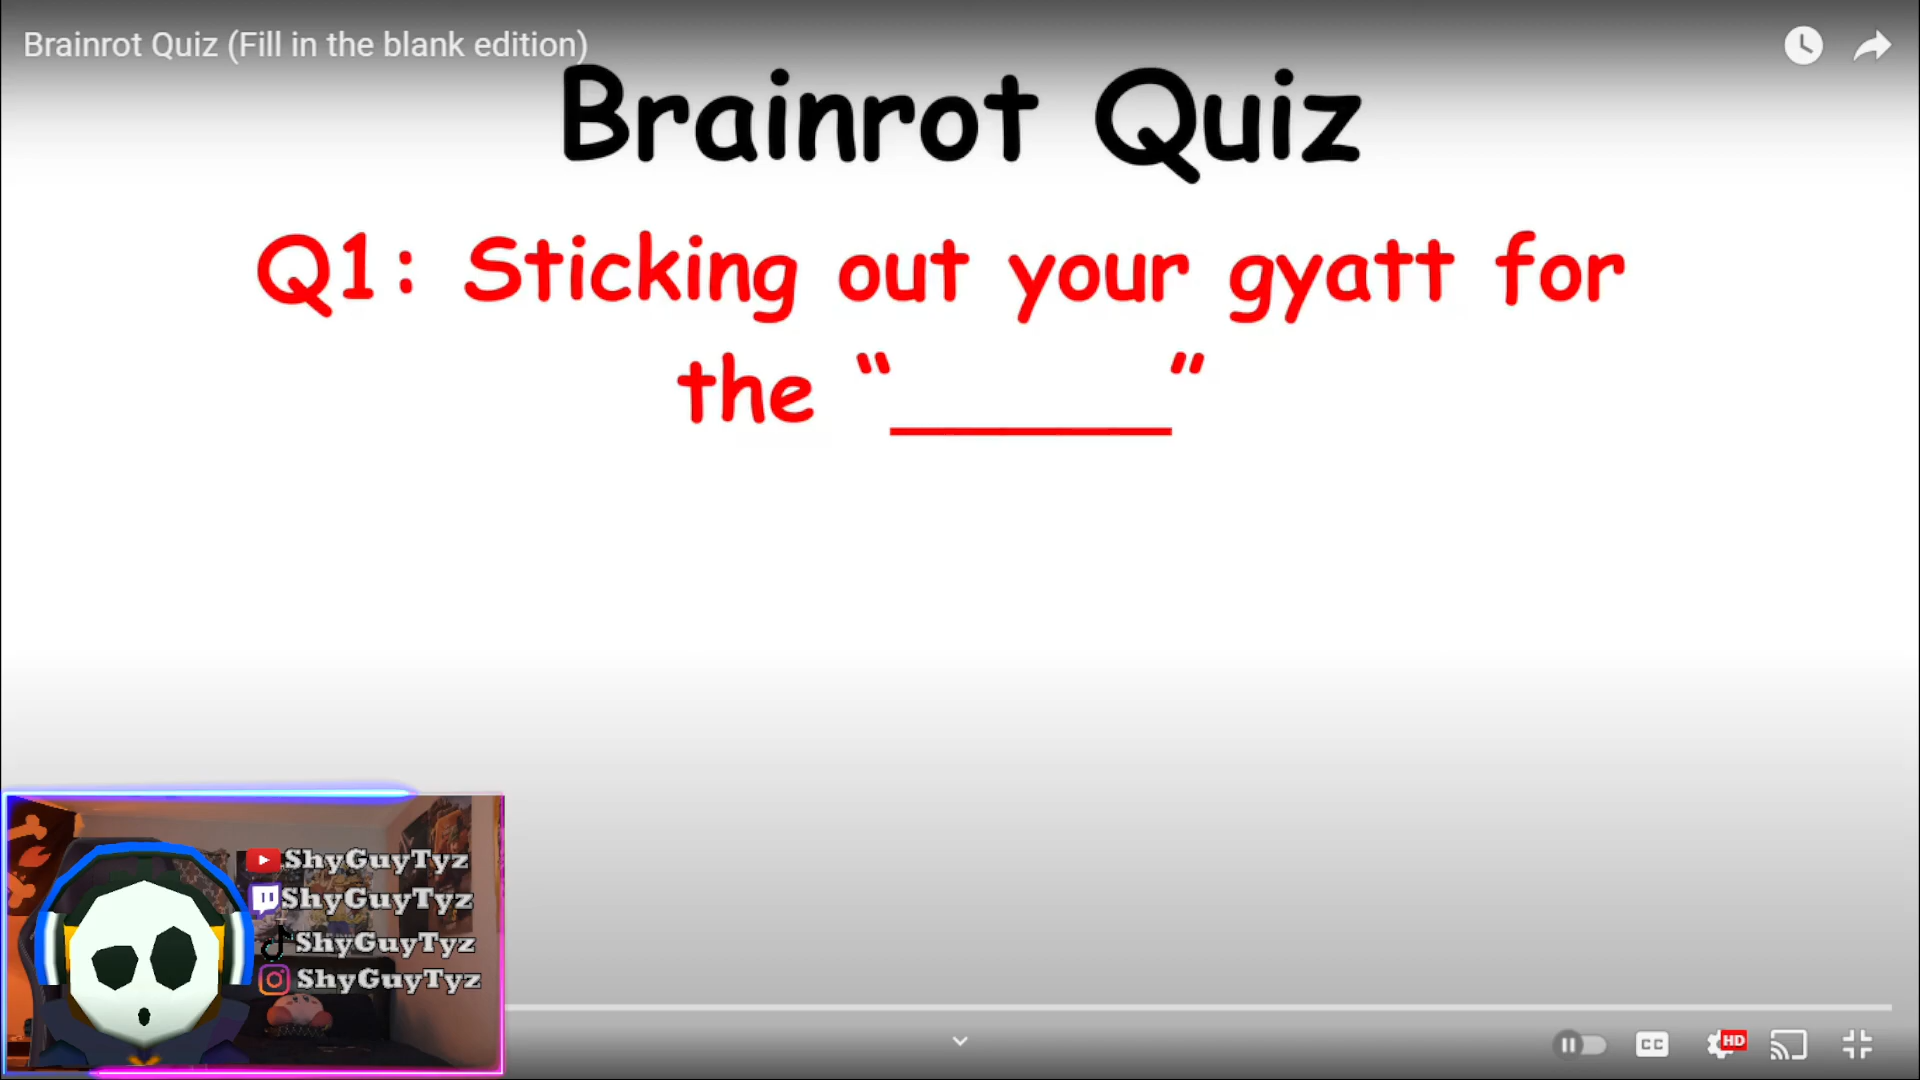 Brainrot Quiz (Fill in the blank edition)
Brainrot Quiz
Q1: Sticking out your gyatt for
the “______”
ShyGuyTyz
ShyGuyTyz
ShyGuyTyz
ShyGuyTyz
CC
HD